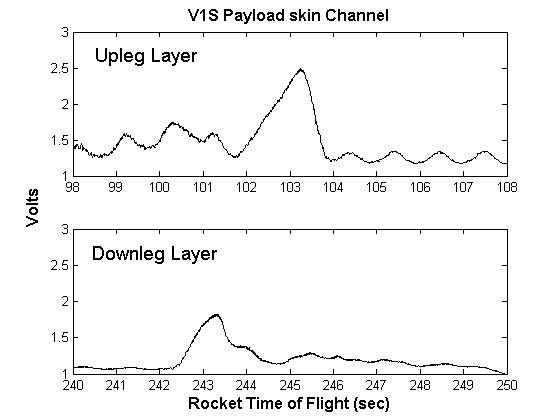 V1S Payload skin Channel
3
Upleg Layer
2.5
2
1.5
1
98 99 100 101 102 103 104 105 106 107 108
Volts
3
Downleg Layer
2.5
2
1.5
1
240 241 242 243 244 245 246 247 248 249 250
Rocket Time of Flight (sec)